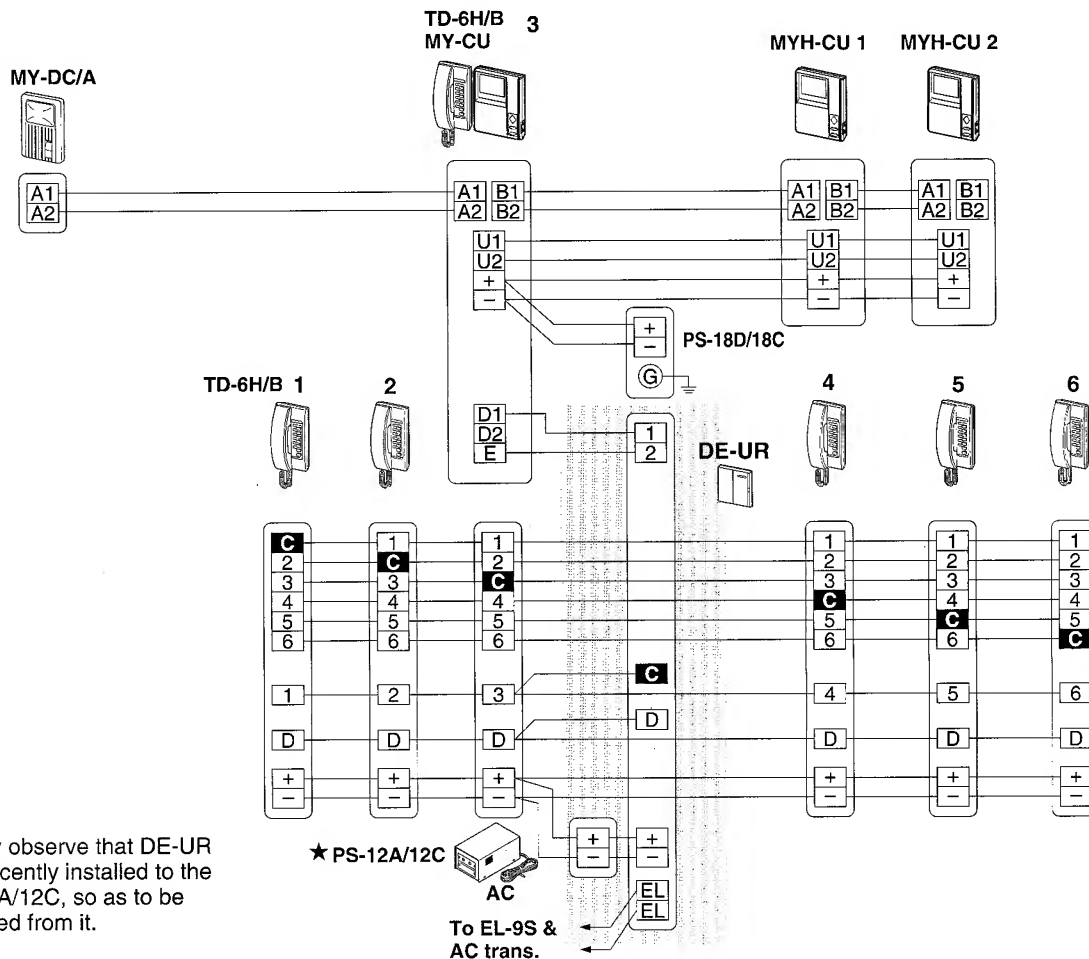 TD-6H/B 3
MY-CU
MYH-CU 1 MYH-CU 2
MY-DC/A
A1 A1 B1 A1 B1 A1 B1
A2 A2 B2 A2 B2 A2 B2
U1 U1 U1
U2 U2 U2
+ + +
− − −
+
−
PS-18D/18C
G
TD-6H/B 1 2 4 5 6
D1
D2
E
1
2
DE-UR
C 1 1 1 1 1
2 C 2 2 2 2
3 3 C 3 3 3
4 4 4 C 4 4
5 5 5 5 C 5
6 6 6 6 6 C
C
1 2 3 4 5 6
D
D D D D D D
+ + + + + +
− − − − − −
★ PS-12A/12C
+ +
− −
AC
EL
EL
To EL-9S &
AC trans.
observe that DE-UR
cently installed to the
A/12C, so as to be
ed from it.